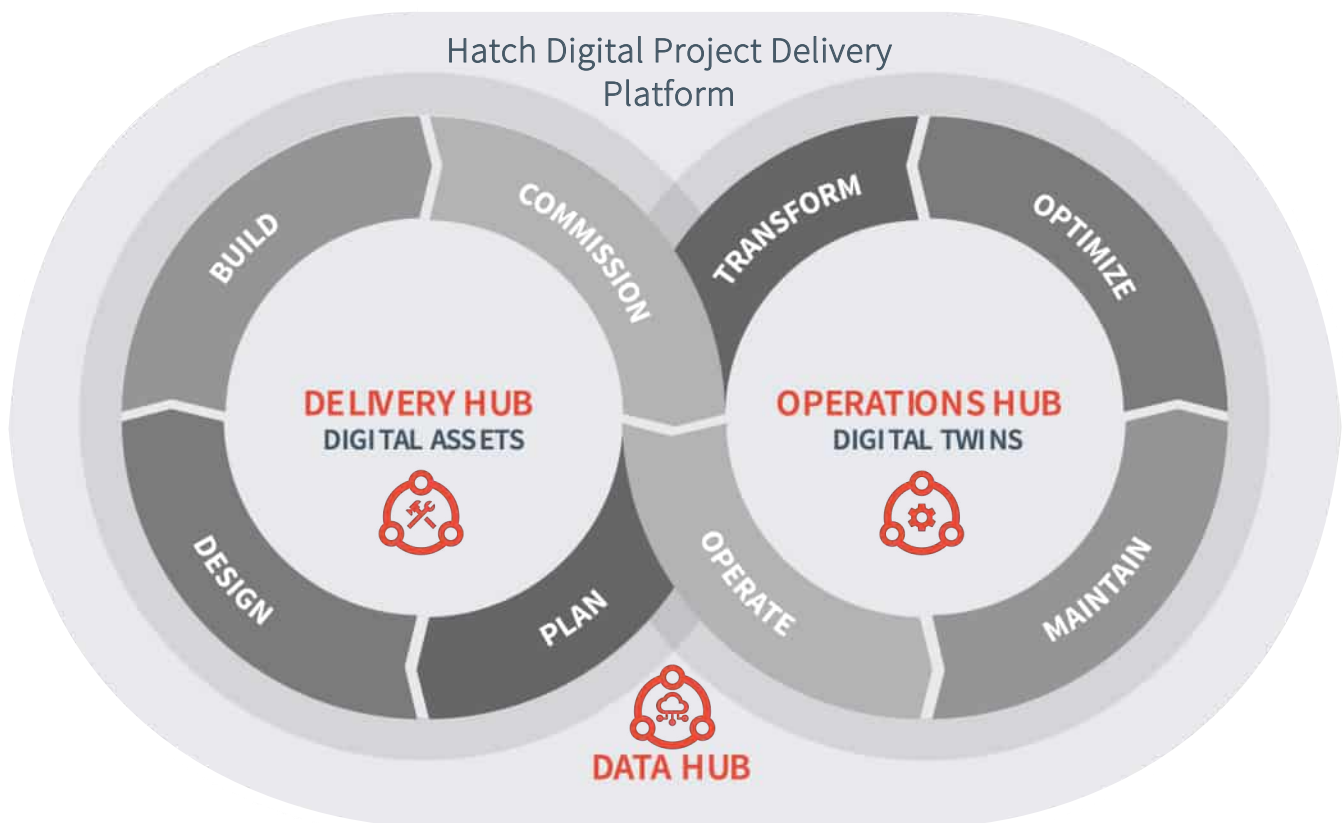 Hatch Digital Project Delivery
Platform
BUILD
COMMISSION
TRANSFORM
OPTIMIZE
DELIVERY HUB
DIGITAL ASSETS
OPERATIONS HUB
DIGITAL TWINS
DESIGN
PLAN
OPERATE
MAINTAIN
DATA HUB